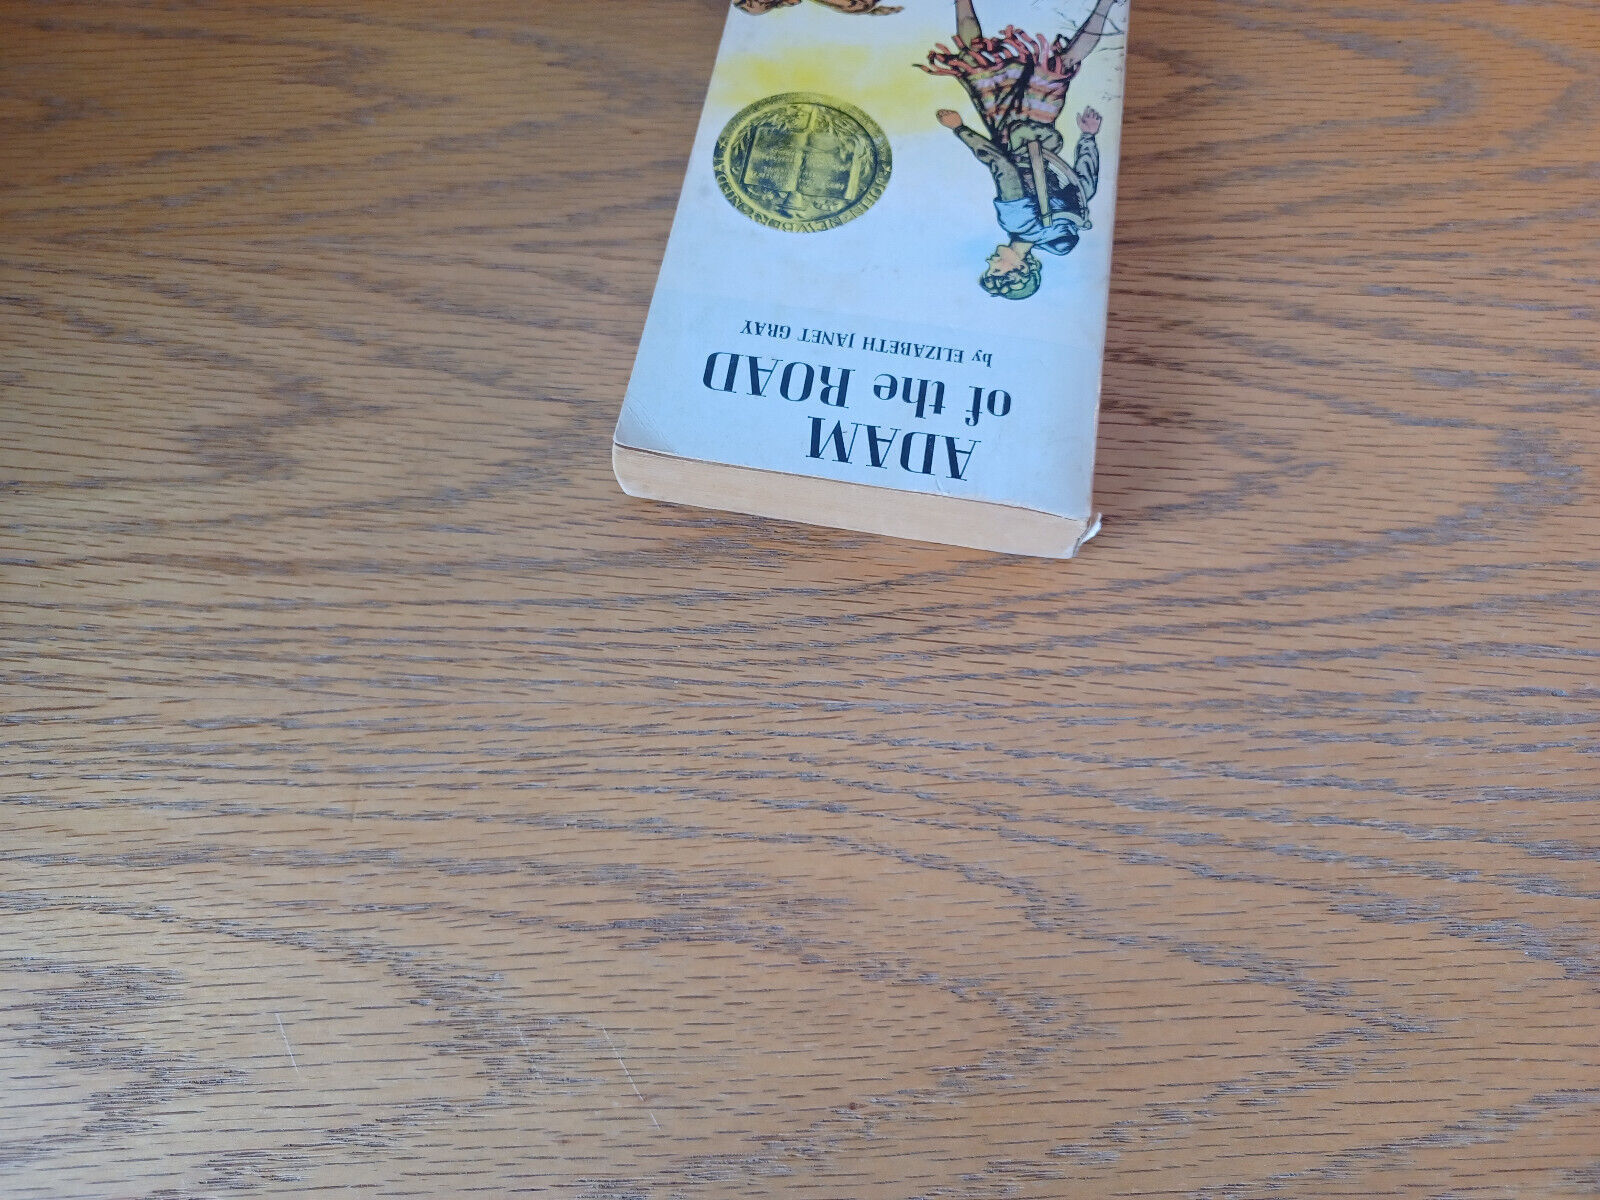 ADAM
of the ROAD
by ELIZABETH JANET GRAY